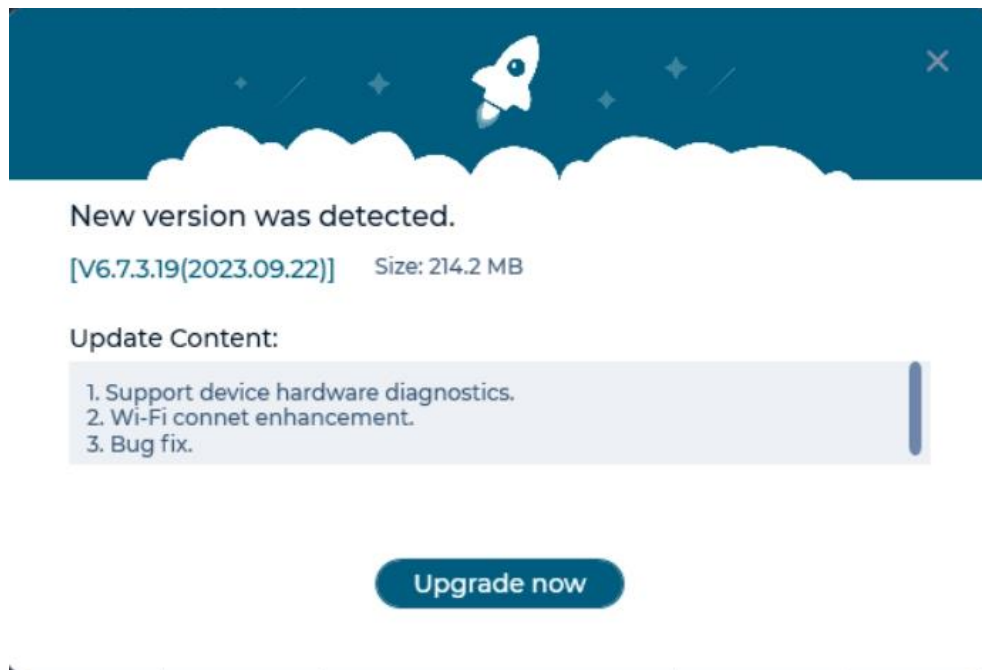 New version was detected.
[V6.7.3.19(2023.09.22)] Size: 214.2 MB
Update Content:
1. Support device hardware diagnostics.
2. Wi-Fi connet enhancement.
3. Bug fix.
Upgrade now